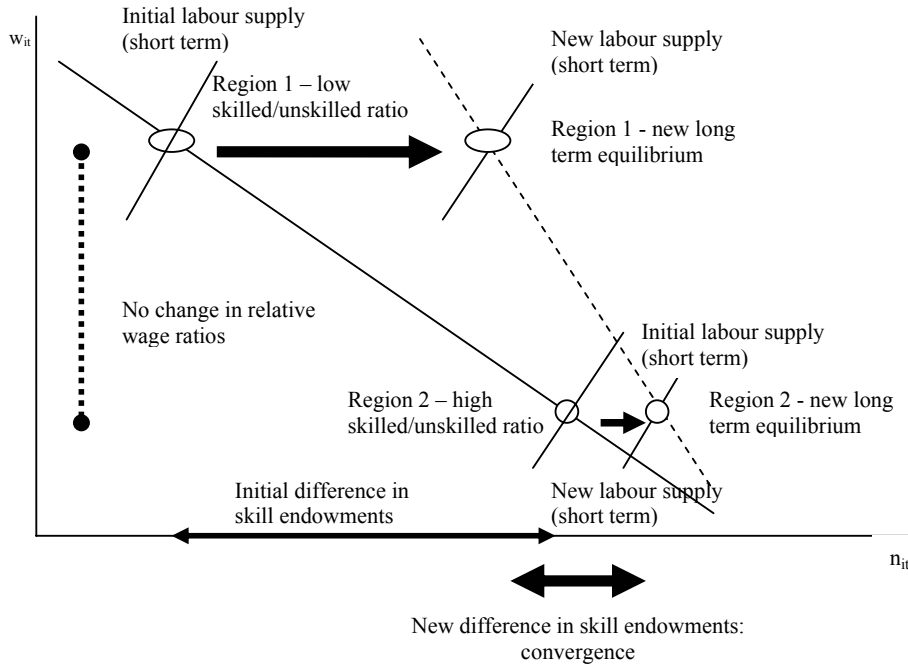 w_it
Initial labour supply
(short term)
Region 1 – low
skilled/unskilled ratio
New labour supply
(short term)
Region 1 - new long
term equilibrium
No change in relative
wage ratios
Initial labour supply
(short term)
Region 2 – high
skilled/unskilled ratio
Region 2 - new long
term equilibrium
Initial difference in
skill endowments
New labour supply
(short term)
n_it
New difference in skill endowments:
convergence